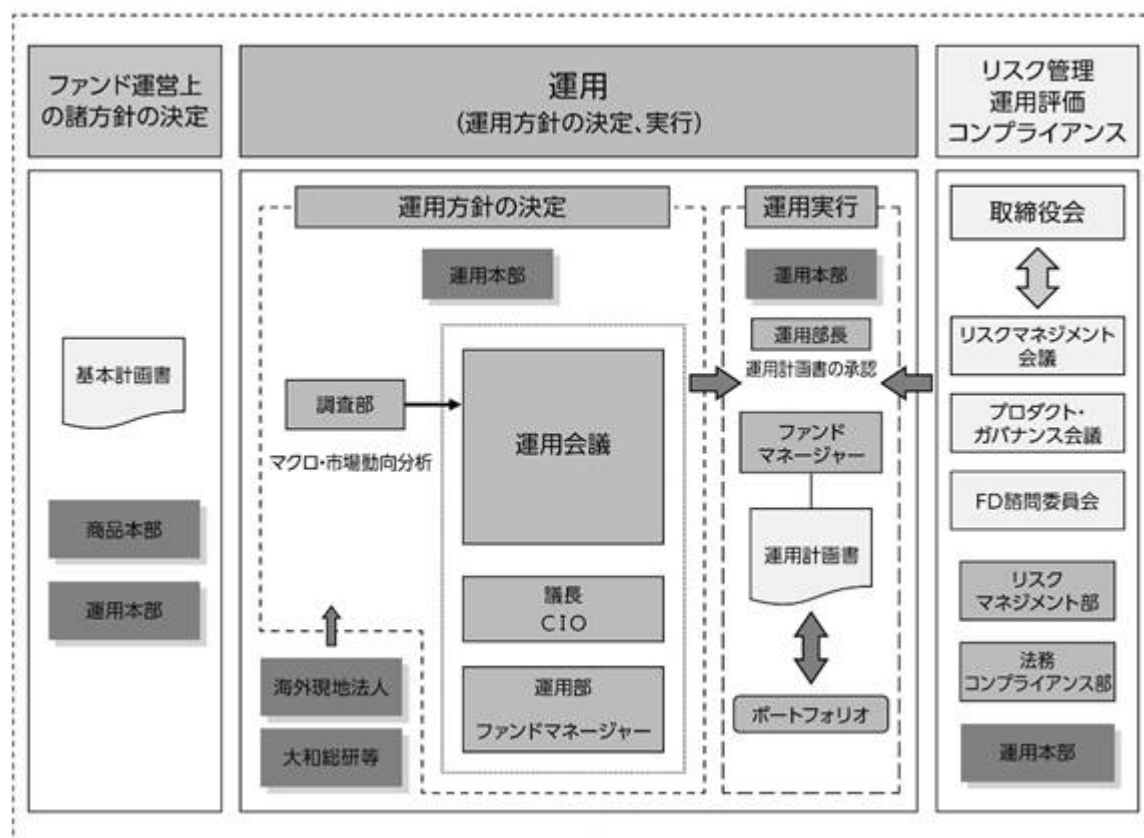 ファンド運営上
の諸方針の決定
運用
(運用方針の決定、実行)
リスク管理
運用評価
コンプライアンス
基本計画書
商品本部
運用本部
運用方針の決定
運用本部
調査部
マクロ・市場動向分析
運用会議
議長
CIO
運用部
ファンドマネージャー
海外現地法人
大和総研等
運用実行
運用本部
運用部長
運用計画書の承認
ファンド
マネージャー
運用計画書
ポートフォリオ
取締役会
リスクマネジメント
会議
プロダクト・
ガバナンス会議
FD諮問委員会
リスク
マネジメント部
法務
コンプライアンス部
運用本部